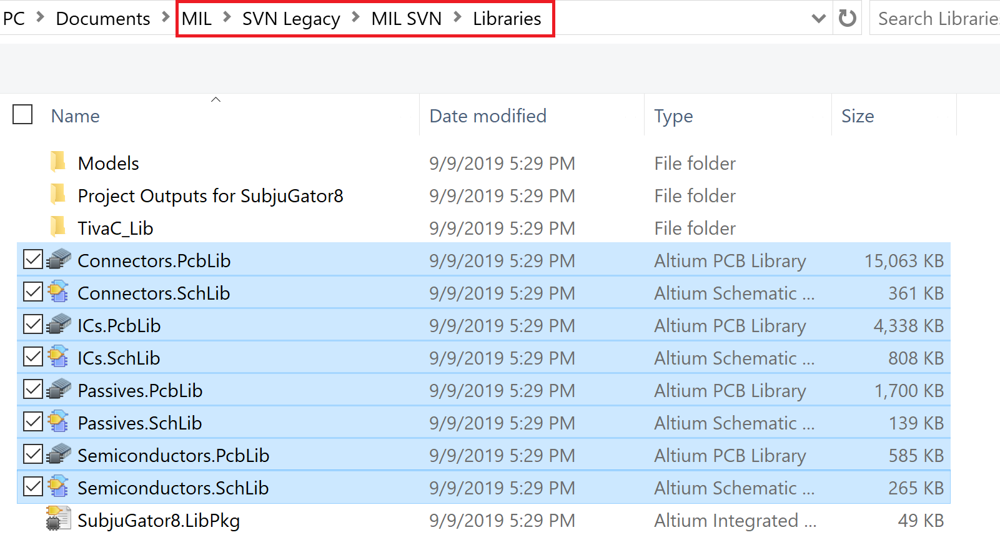 PC > Documents > MIL > SVN Legacy > MIL SVN > Libraries Search Librarie
Name Date modified Type Size
Models 9/9/2019 5:29 PM File folder
Project Outputs for SubjuGator8 9/9/2019 5:29 PM File folder
TivaC_Lib 9/9/2019 5:29 PM File folder
Connectors.PcbLib 9/9/2019 5:29 PM Altium PCB Library 15,063 KB
Connectors.SchLib 9/9/2019 5:29 PM Altium Schematic ... 361 KB
ICs.PcbLib 9/9/2019 5:29 PM Altium PCB Library 4,338 KB
ICs.SchLib 9/9/2019 5:29 PM Altium Schematic ... 808 KB
Passives.PcbLib 9/9/2019 5:29 PM Altium PCB Library 1,700 KB
Passives.SchLib 9/9/2019 5:29 PM Altium Schematic ... 139 KB
Semiconductors.PcbLib 9/9/2019 5:29 PM Altium PCB Library 585 KB
Semiconductors.SchLib 9/9/2019 5:29 PM Altium Schematic ... 265 KB
SubjuGator8.LibPkg 9/9/2019 5:29 PM Altium Integrated ... 49 KB